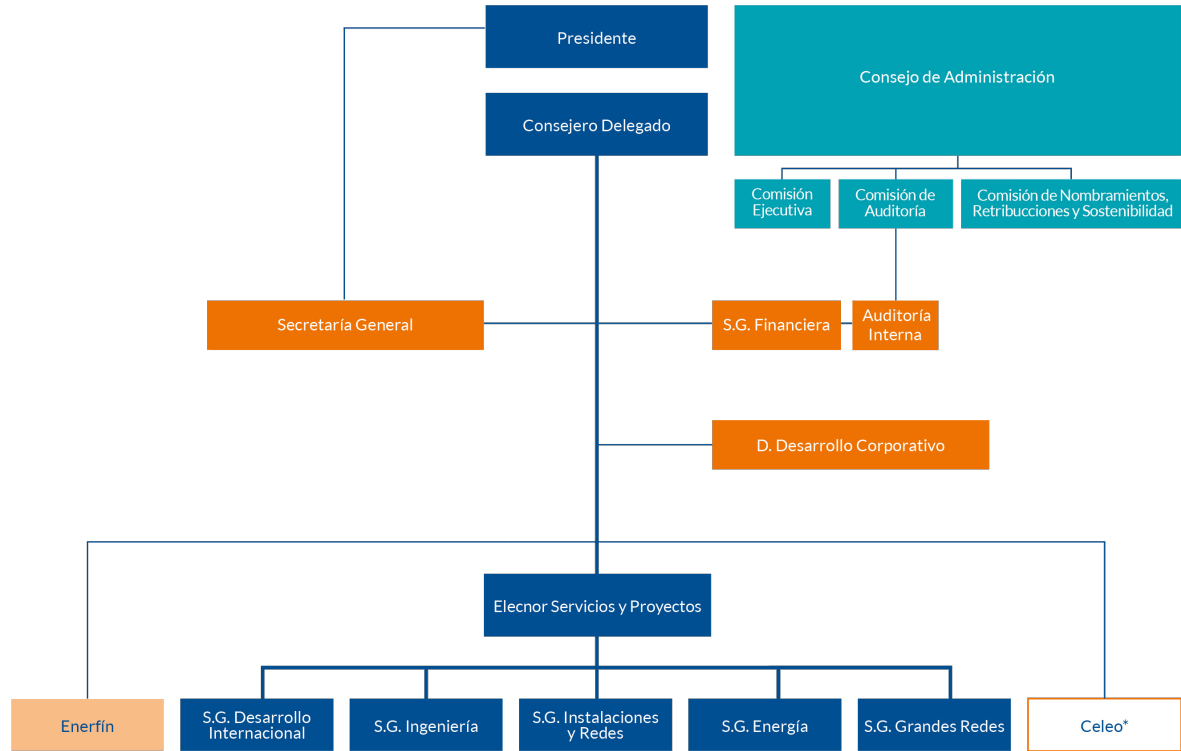 Presidente
Consejo de Administración
Consejero Delegado
Comisión
Ejecutiva
Comisión de
Auditoría
Comisión de Nombramientos,
Retribucciones y Sostenibilidad
Secretaría General
S.G. Financiera
Auditoría
Interna
D. Desarrollo Corporativo
Elecnor Servicios y Proyectos
Enerfín
S.G. Desarrollo
Internacional
S.G. Ingeniería
S.G. Instalaciones
y Redes
S.G. Energía
S.G. Grandes Redes
Celeo*